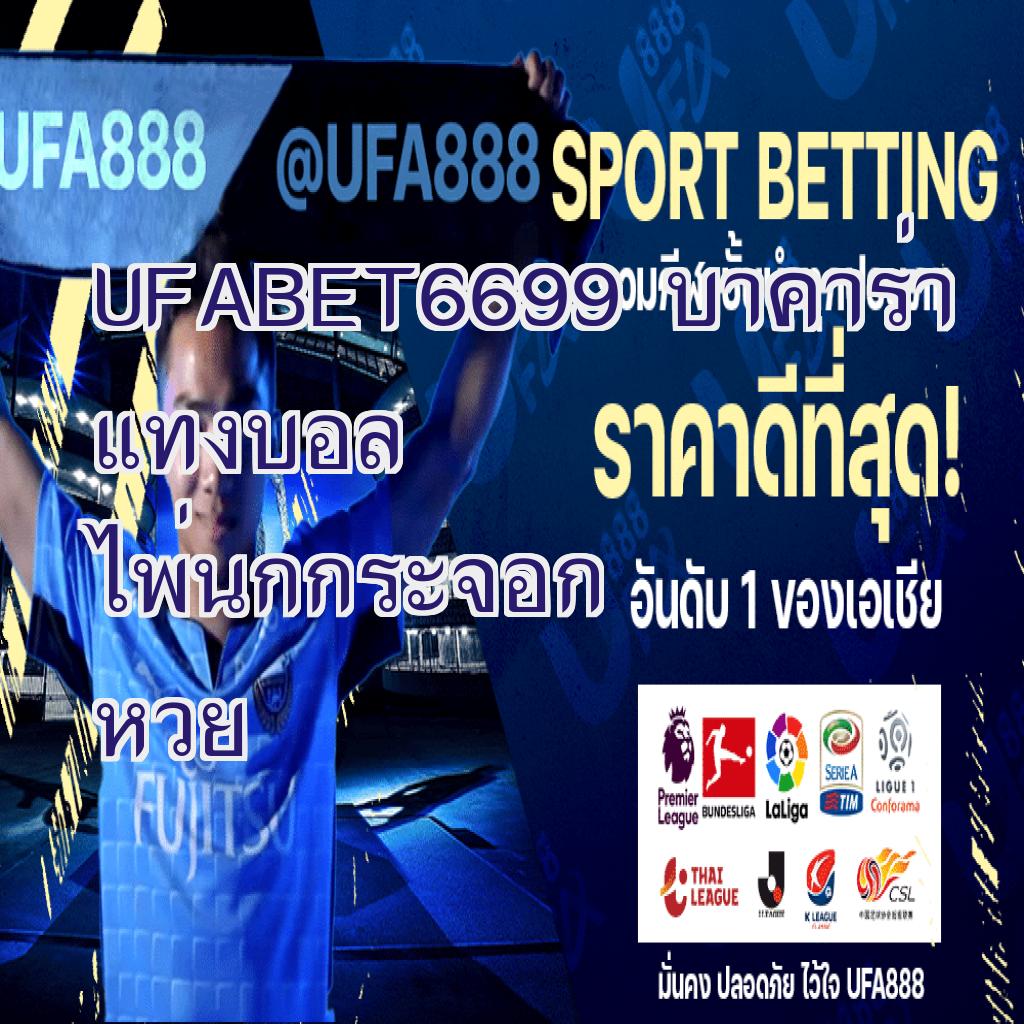 UFA888
@UFA888
SPORT BETTING
UFABET6699 บาคาร่า
ราคาดีที่สุด!
แทงบอล
ไพ่นกกระจอก
อันดับ 1 ของเอเชีย
หวย
FUJITSU
Premier League
BUNDESLIGA
LaLiga
SERIE A
TIM
LIGUE 1
Conforama
THAI LEAGUE
J.LEAGUE
K LEAGUE
CSL
มั่นคง ปลอดภัย ไว้ใจ UFA888